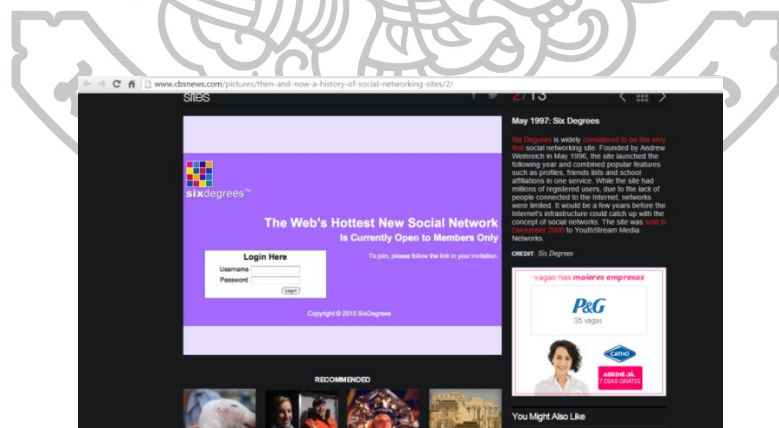 www.cbsnews.com/pictures/then-and-now-a-history-of-social-networking-sites/2/
sites
2/13
May 1997: Six Degrees
Six Degrees is widely considered to be the very
first social networking site. Founded by Andrew
Weinreich in May 1996, the site launched the
following year and combined popular features
such as profiles, friends lists and school
affiliations in one service. While the site had
millions of registered users, due to the lack of
people connected to the Internet, networks
were limited. It would be a few years before the
Internet's infrastructure could catch up with the
concept of social networks. The site was sold in
December 2000 to YouthStream Media
Networks.
CREDIT: Six Degrees
sixdegrees™
The Web's Hottest New Social Network
Is Currently Open to Members Only
Login Here
To join, please follow the link in your invitation.
Username
Password
Login
Copyright © 2010 SixDegrees
vagas nas maiores empresas
P&G
35 vagas
CATHO
ASSINE JÁ,
7 DIAS GRÁTIS
RECOMMENDED
You Might Also Like